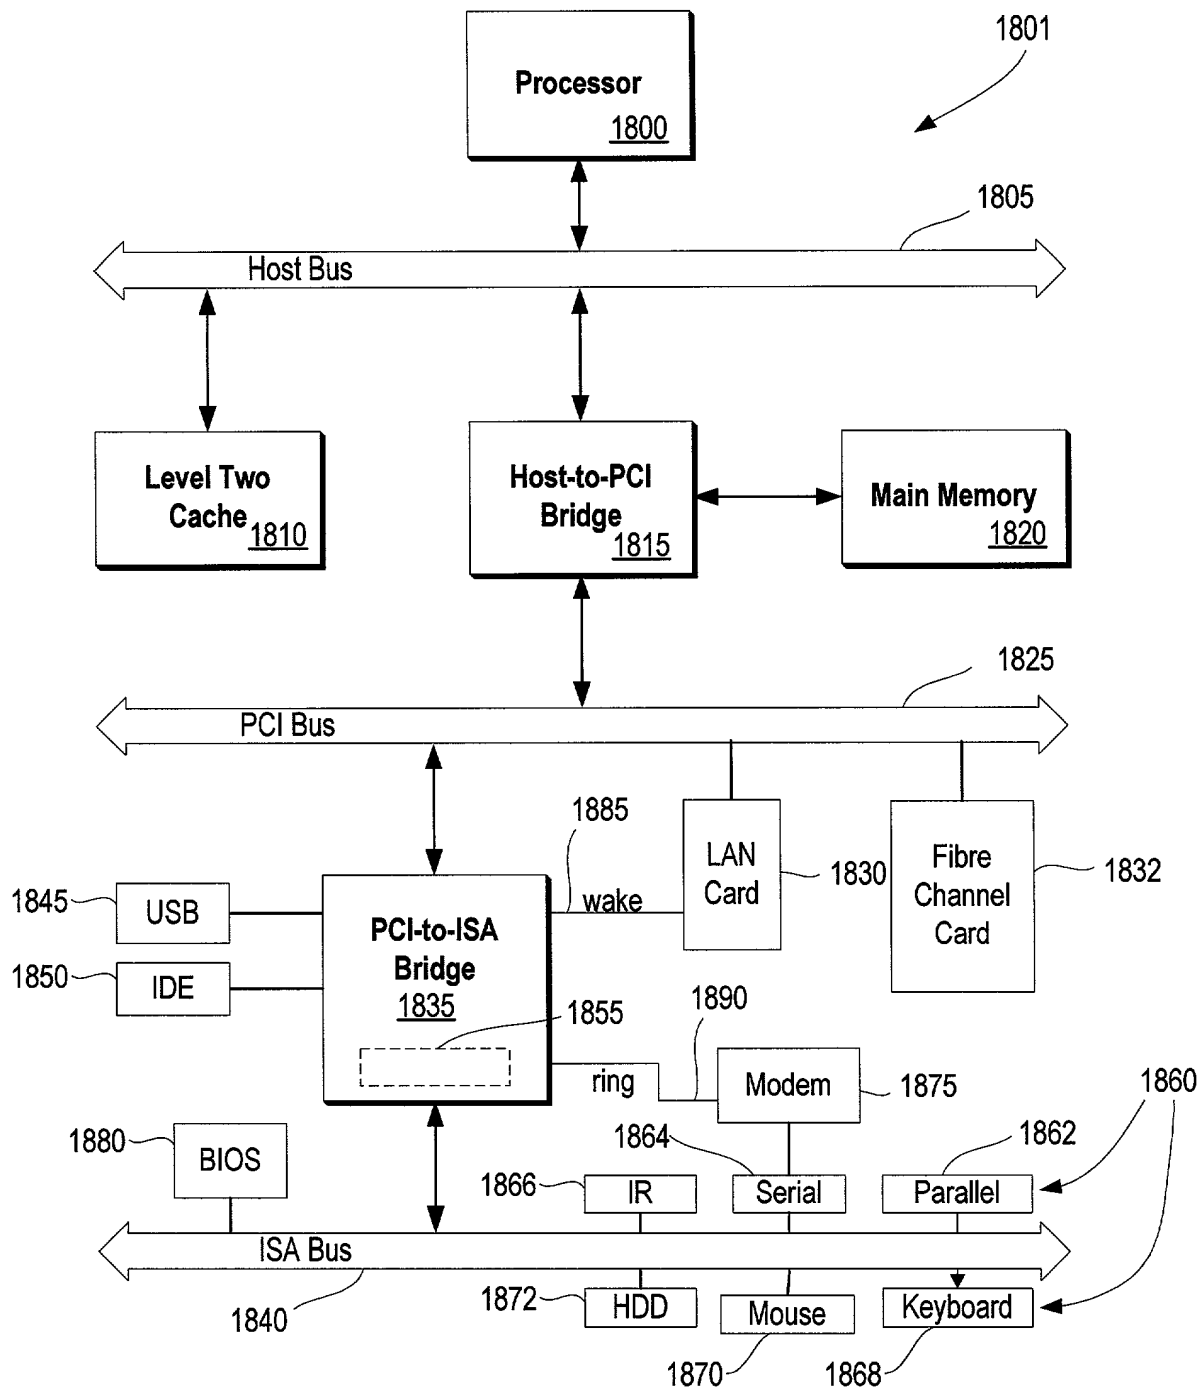 1801
Processor
1800
1805
Host Bus
Level Two
Cache
1810
Host-to-PCI
Bridge
1815
Main Memory
1820
1825
PCI Bus
1885
LAN
Card
1830
Fibre
Channel
Card
1832
wake
1845
USB
PCI-to-ISA
Bridge
1835
1850
IDE
1855
1890
ring
Modem
1875
1860
1880
BIOS
1864
1862
1866
IR
Serial
Parallel
ISA Bus
1840
1872
HDD
Mouse
Keyboard
1870
1868